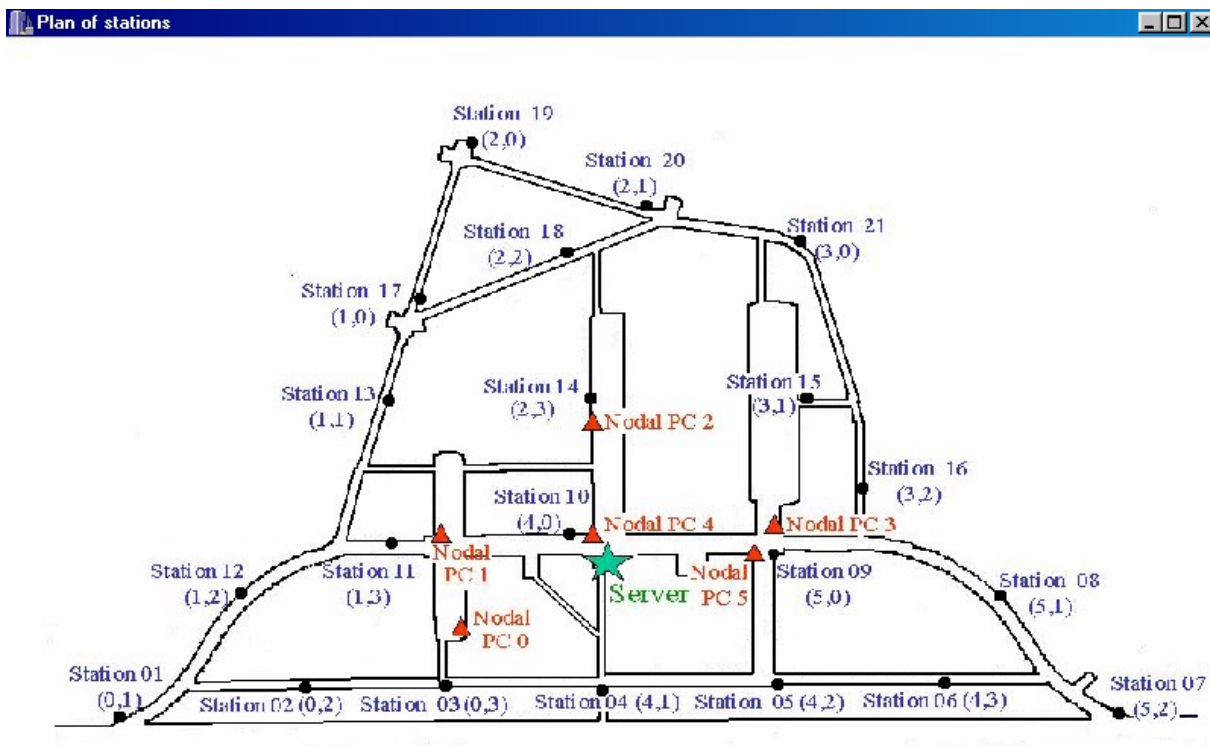 Plan of stations
Station 19
(2,0)
Station 20
(2,1)
Station 18
(2,2)
Station 21
(3,0)
Station 17
(1,0)
Station 13
(1,1)
Station 14
(2,3)
Station 15
(3,1)
Nodal PC 2
Station 16
(3,2)
Station 10
(4,0)
Nodal PC 4
Nodal PC 3
Nodal
PC 1
Station 11
(1,3)
Station 12
(1,2)
Server
Nodal
PC 5
Station 09
(5,0)
Station 08
(5,1)
Nodal
PC 0
Station 01
(0,1)
Station 02 (0,2)
Station 03 (0,3)
Station 04 (4,1)
Station 05 (4,2)
Station 06 (4,3)
Station 07
(5,2)